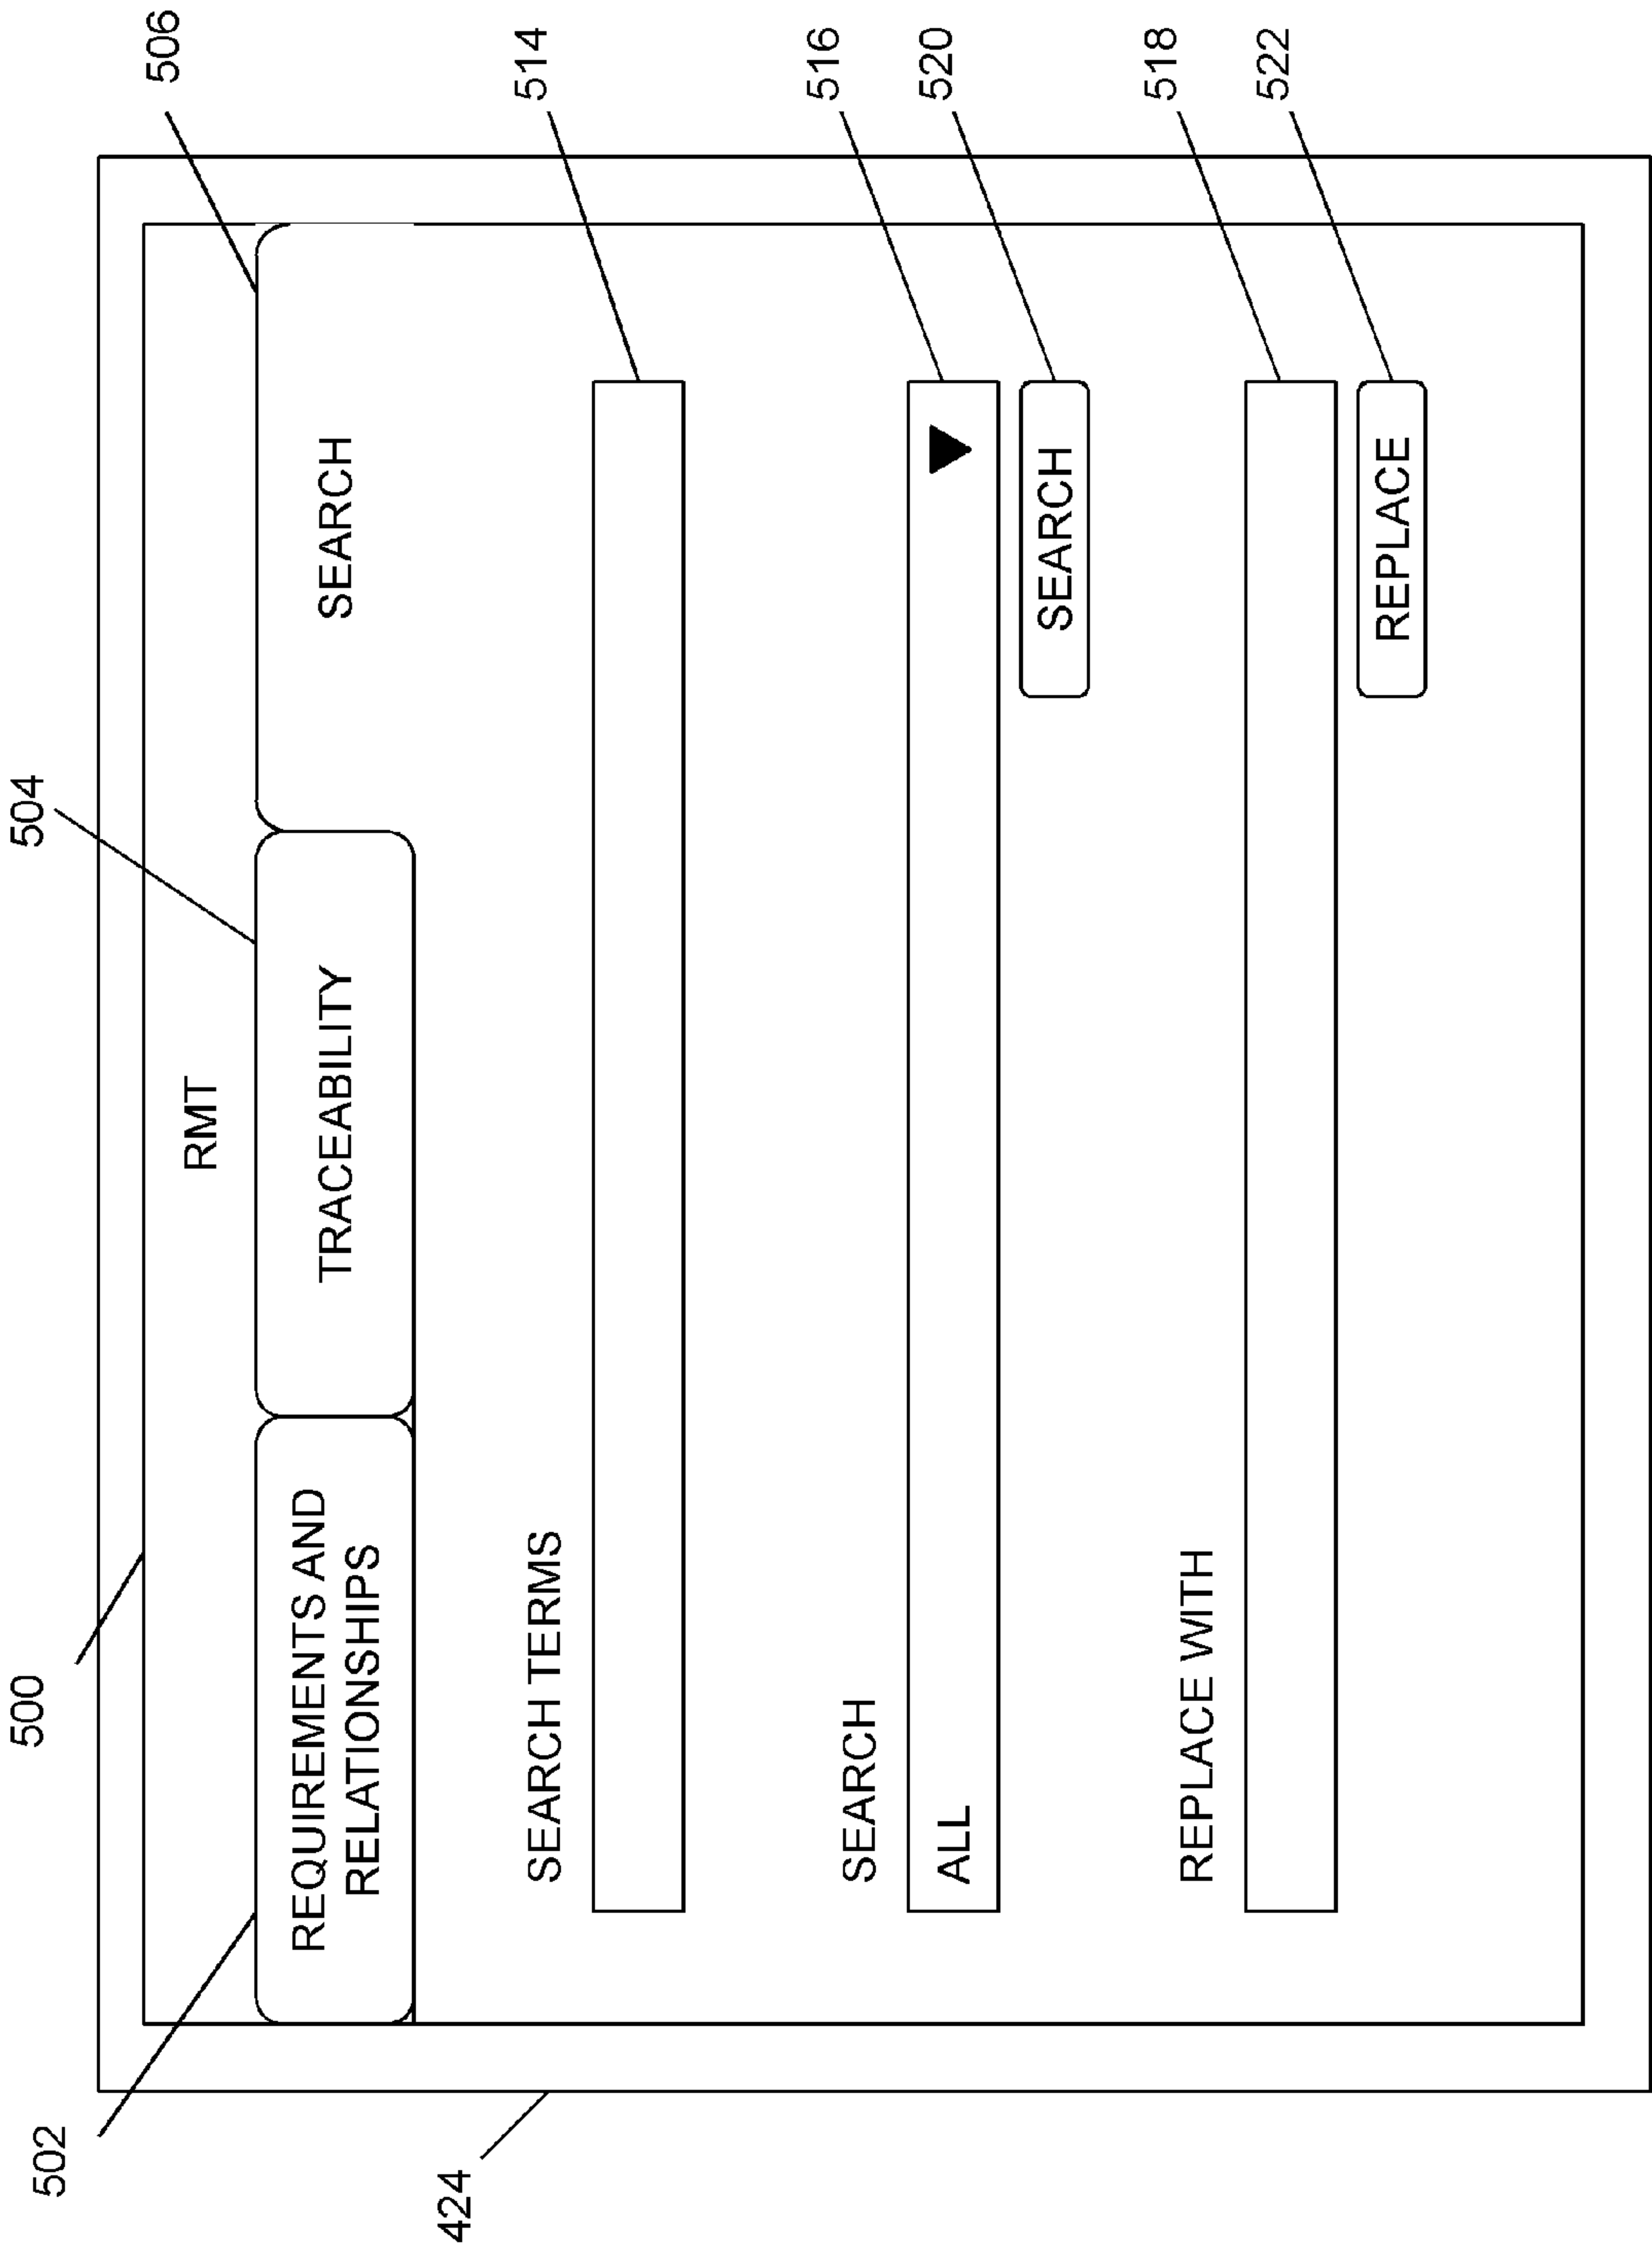 500
504
506
502
RMT
REQUIREMENTS AND
RELATIONSHIPS
TRACEABILITY
SEARCH
424
SEARCH TERMS
514
SEARCH
ALL
516
SEARCH
520
REPLACE WITH
518
REPLACE
522